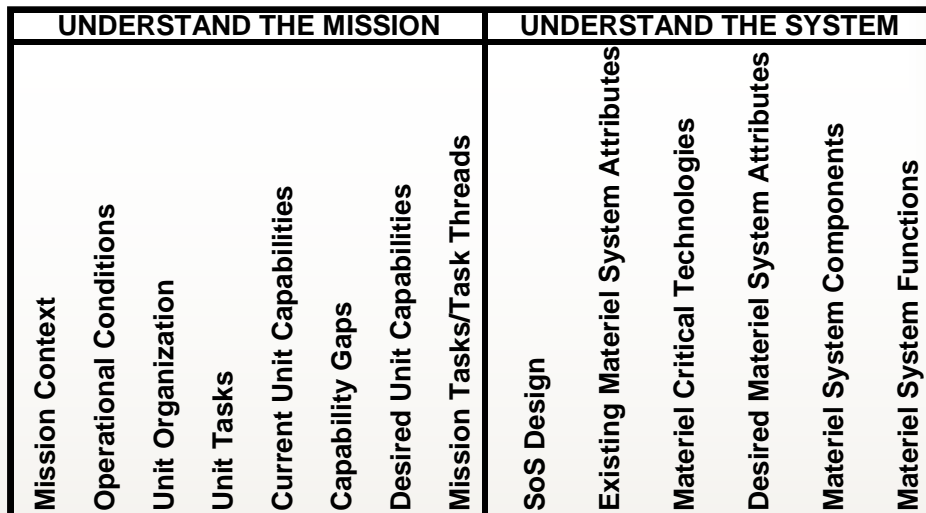 UNDERSTAND THE MISSION
UNDERSTAND THE SYSTEM
Mission Context
Operational Conditions
Unit Organization
Unit Tasks
Current Unit Capabilities
Capability Gaps
Desired Unit Capabilities
Mission Tasks/Task Threads
SoS Design
Existing Materiel System Attributes
Materiel Critical Technologies
Desired Materiel System Attributes
Materiel System Components
Materiel System Functions